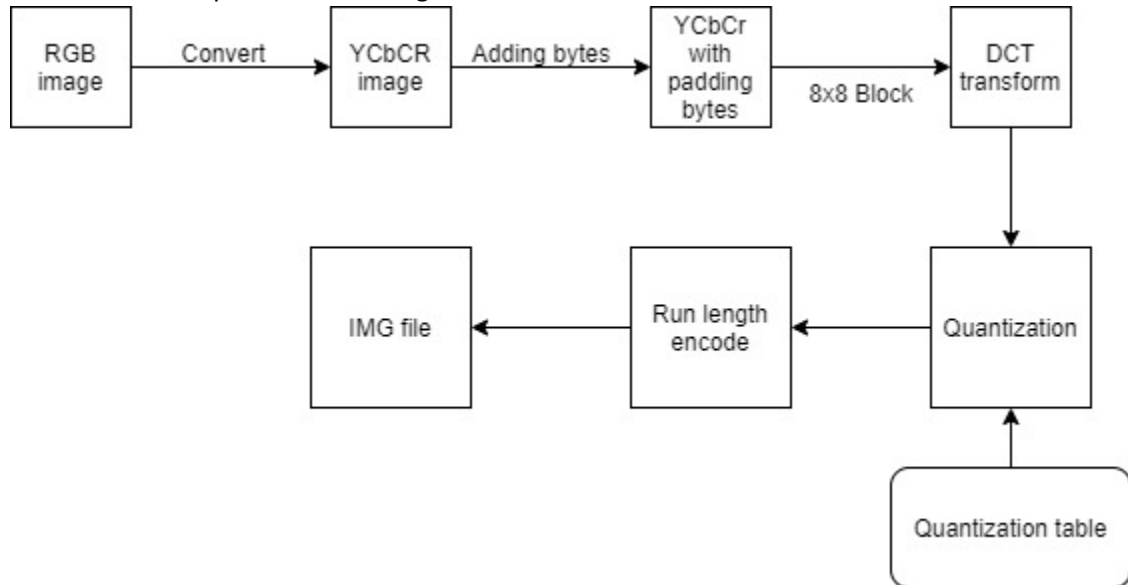 RGB
image
Convert
YCbCR
image
Adding bytes
YCbCr
with
padding
bytes
8x8 Block
DCT
transform
IMG file
Run length
encode
Quantization
Quantization table